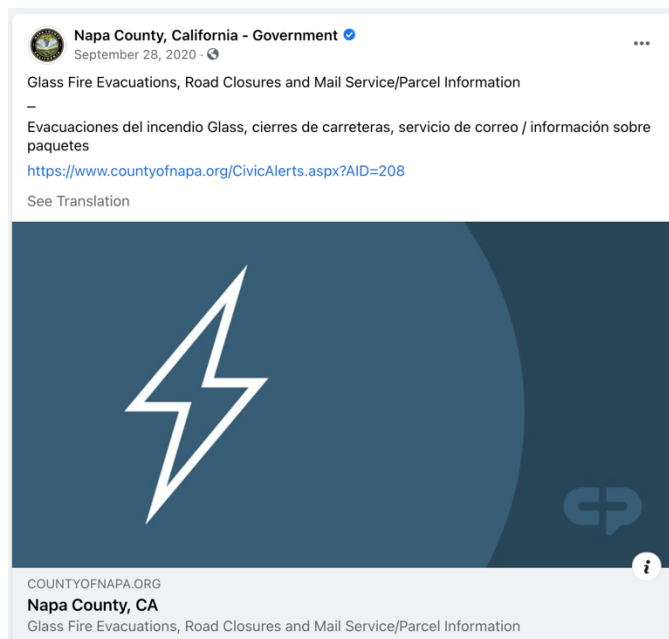 Napa County, California - Government
September 28, 2020 ·
Glass Fire Evacuations, Road Closures and Mail Service/Parcel Information
–
Evacuaciones del incendio Glass, cierres de carreteras, servicio de correo / información sobre
paquetes
https://www.countyofnapa.org/CivicAlerts.aspx?AID=208
See Translation
COUNTYOFNAPA.ORG
Napa County, CA
Glass Fire Evacuations, Road Closures and Mail Service/Parcel Information